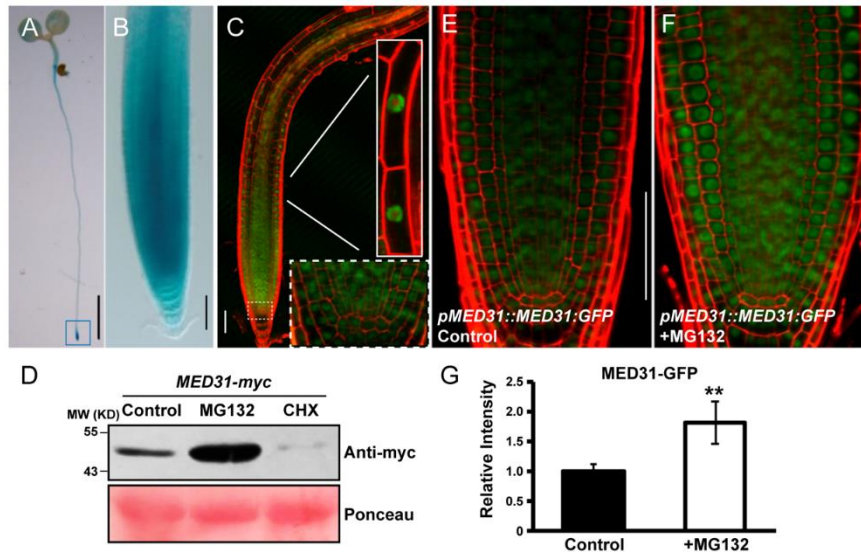 A
B
C
E
F
pMED31::MED31:GFP
Control
pMED31::MED31:GFP
+MG132
D
MED31-myc
MW (KD)
Control
MG132
CHX
55
43
Anti-myc
Ponceau
G
MED31-GFP
**
Relative Intensity
2.5
2.0
1.5
1.0
0.5
0.0
Control
+MG132